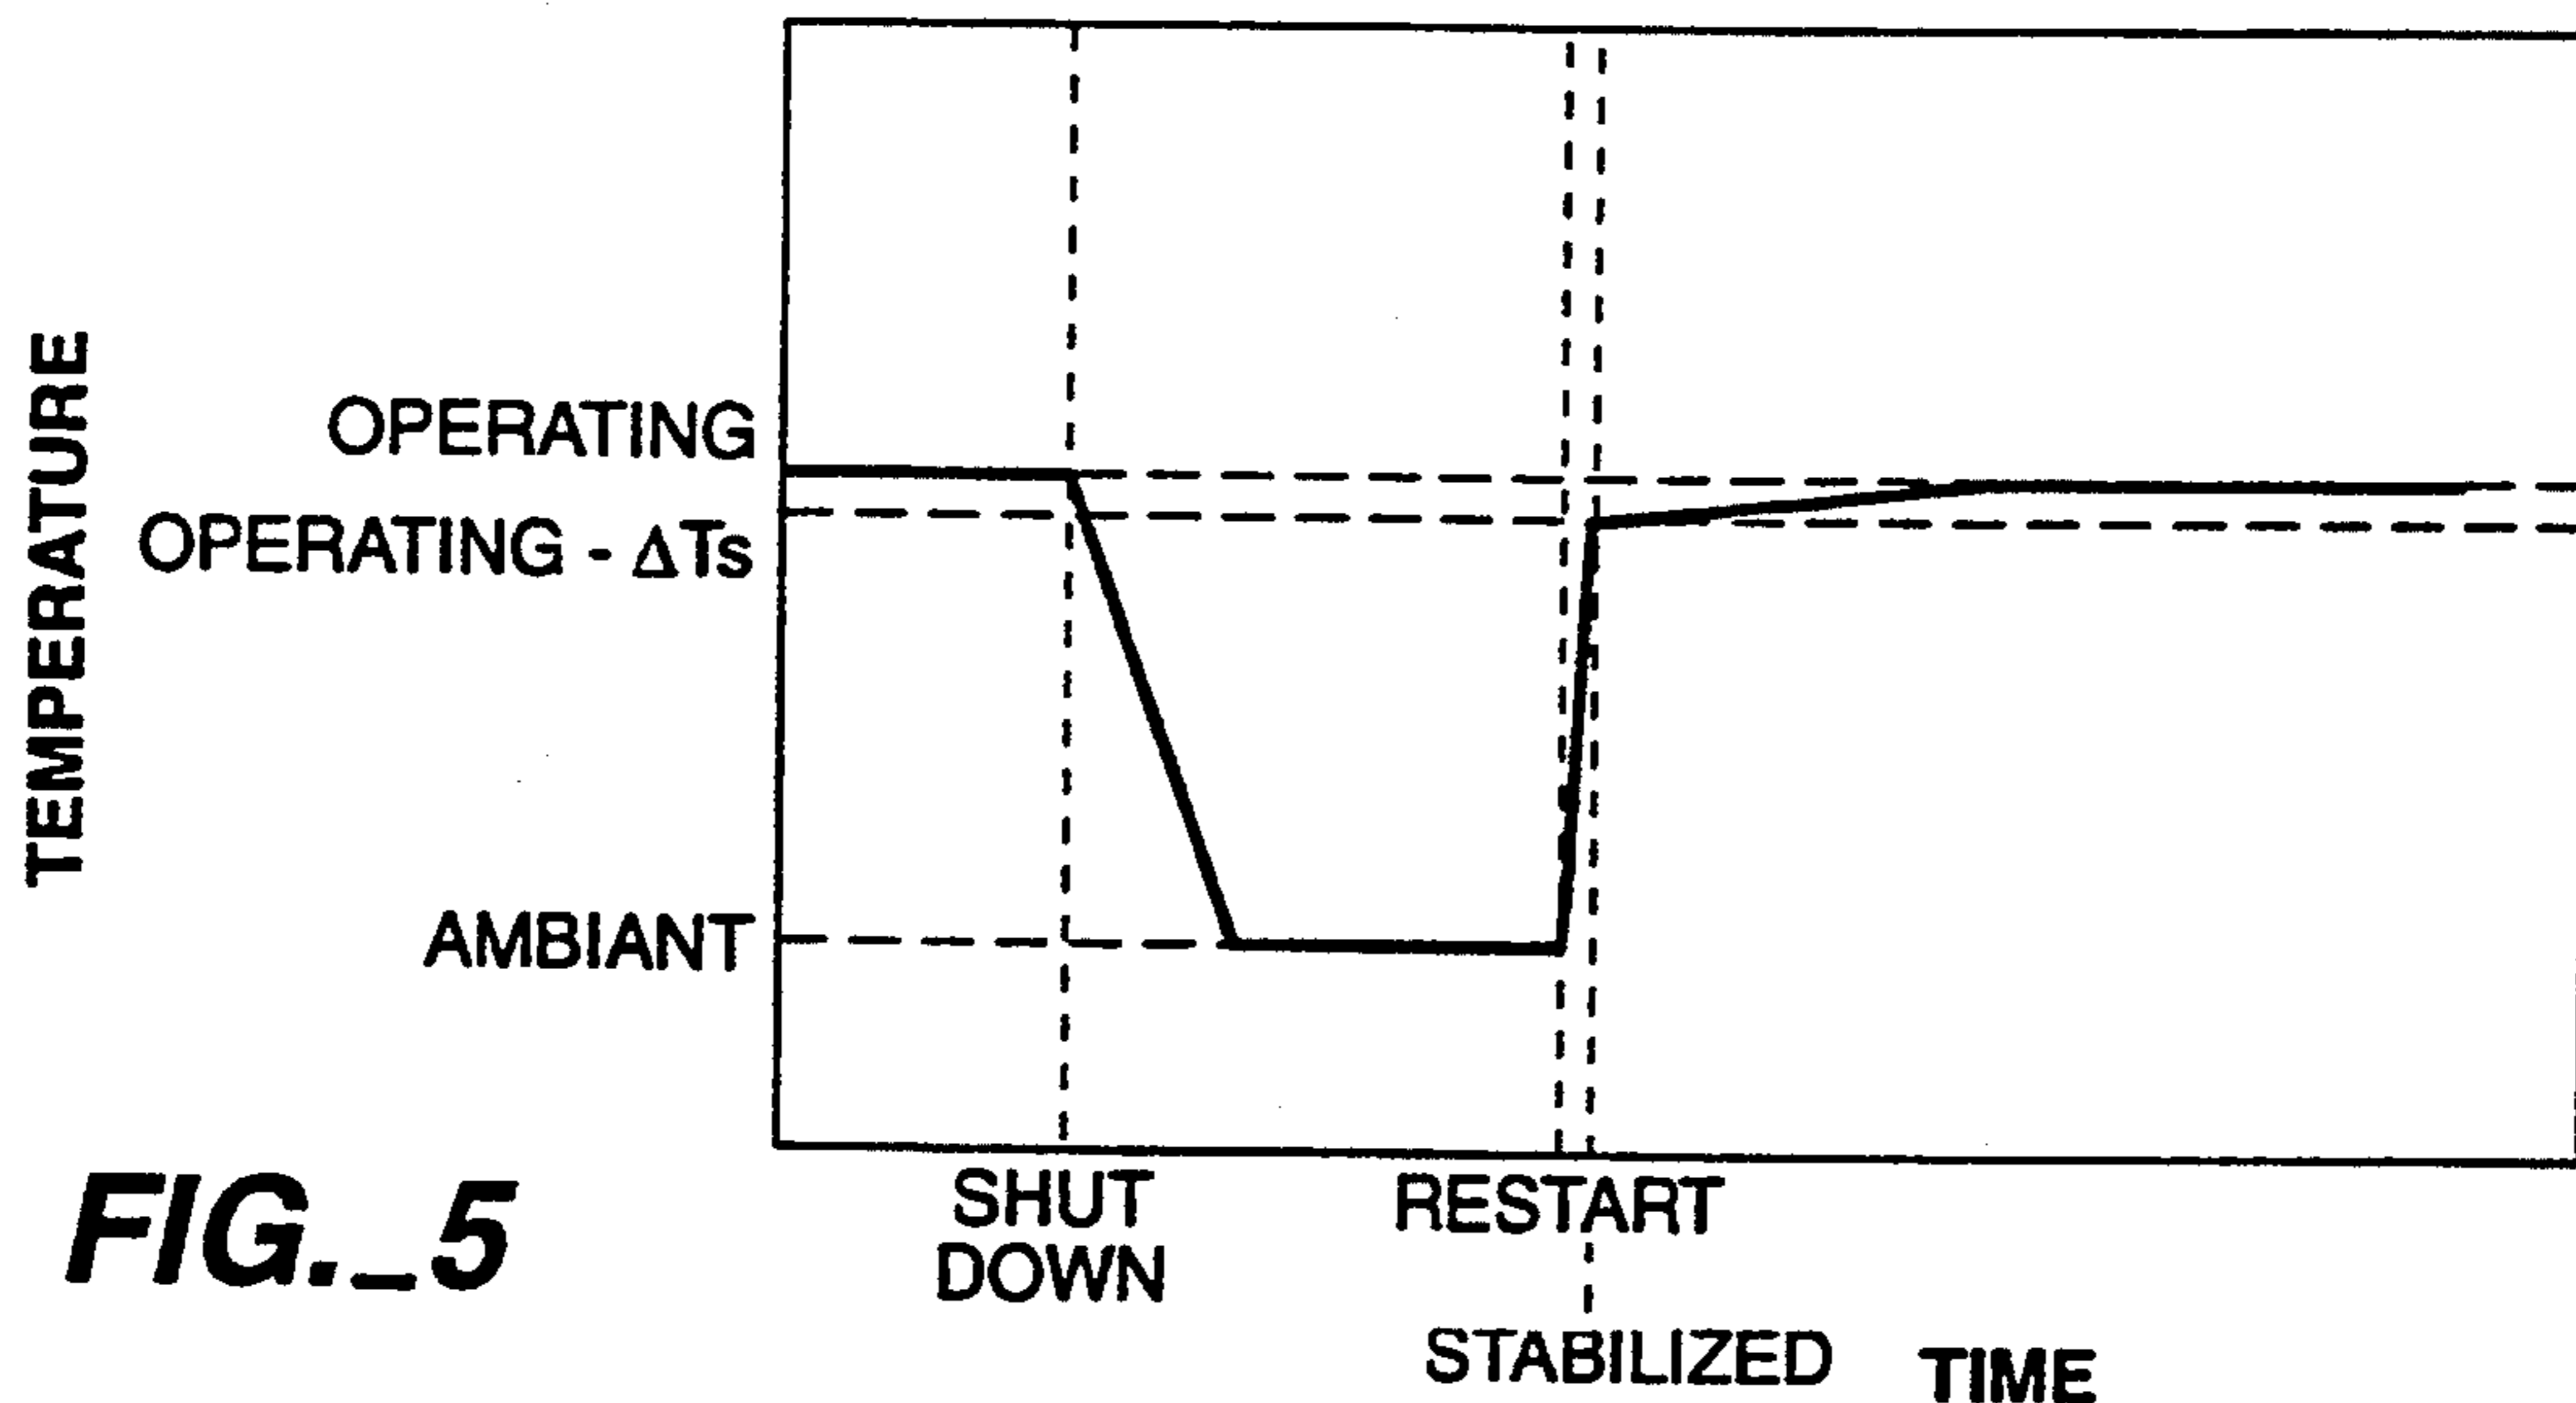 TEMPERATURE
OPERATING
OPERATING - ΔTs
AMBIANT
SHUT
DOWN
RESTART
STABILIZED
TIME
FIG._5